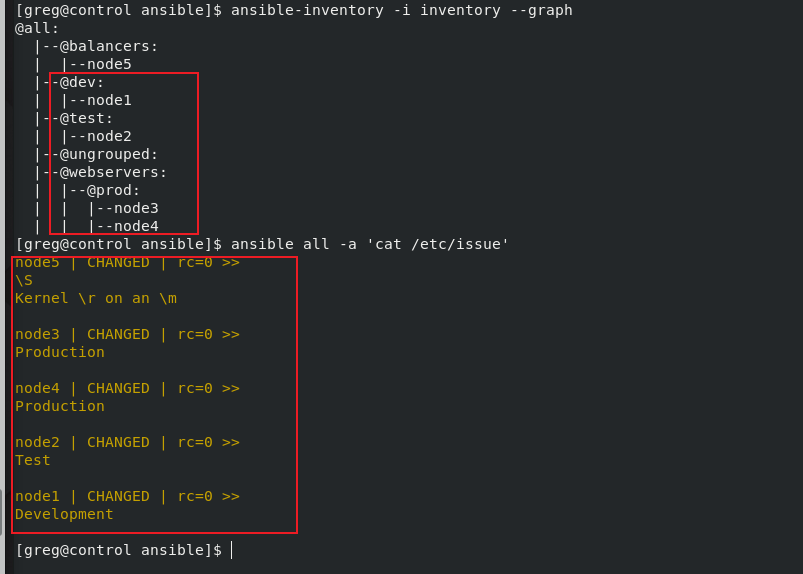 [greg@control ansible]$ ansible-inventory -i inventory --graph
@all:
  |--@balancers:
  |  |--node5
  |--@dev:
  |  |--node1
  |--@test:
  |  |--node2
  |--@ungrouped:
  |--@webservers:
  |  |--@prod:
  |  |  |--node3
  |  |  |--node4
[greg@control ansible]$ ansible all -a 'cat /etc/issue'
node5 | CHANGED | rc=0 >>
\S
Kernel \r on an \m

node3 | CHANGED | rc=0 >>
Production

node4 | CHANGED | rc=0 >>
Production

node2 | CHANGED | rc=0 >>
Test

node1 | CHANGED | rc=0 >>
Development

[greg@control ansible]$